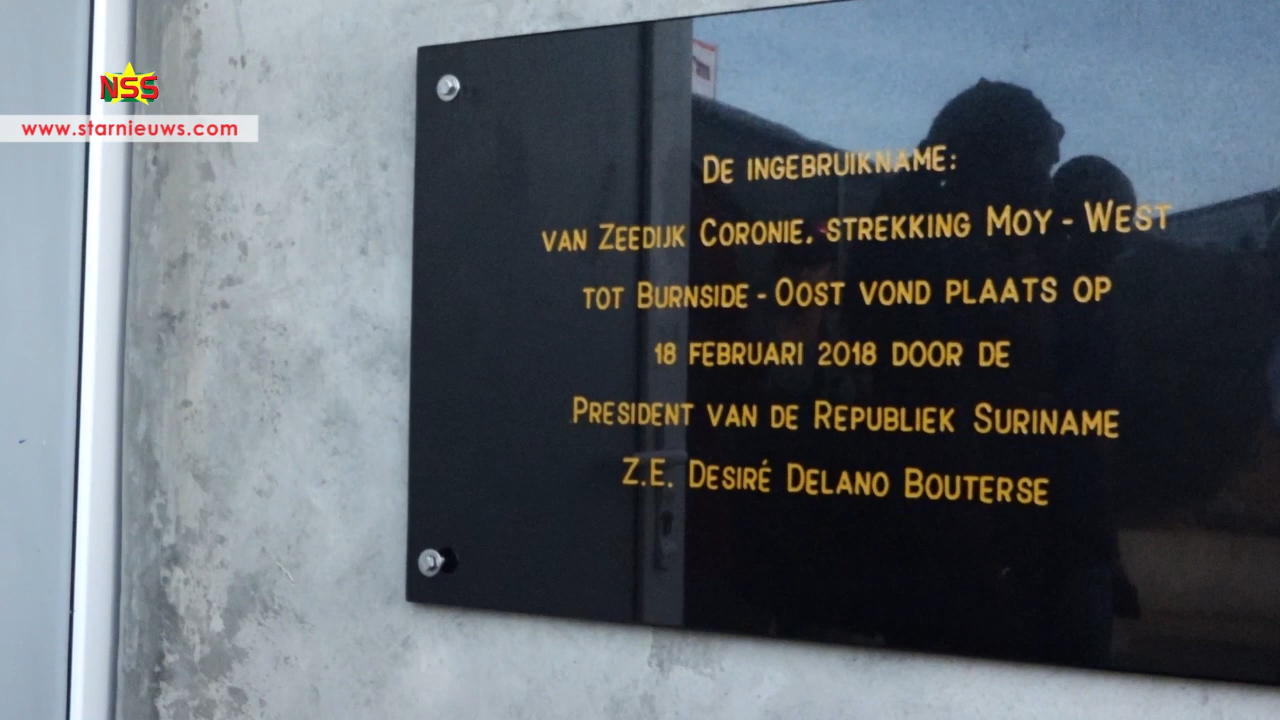 NSS
www.starnieuws.com
DE INGEBRUIKNAME:
VAN ZEEDIJK CORONIE, STREKKING MOY - WEST
TOT BURNSIDE - OOST VOND PLAATS OP
18 FEBRUARI 2018 DOOR DE
PRESIDENT VAN DE REPUBLIEK SURINAME
Z.E. DESIRÉ DELANO BOUTERSE